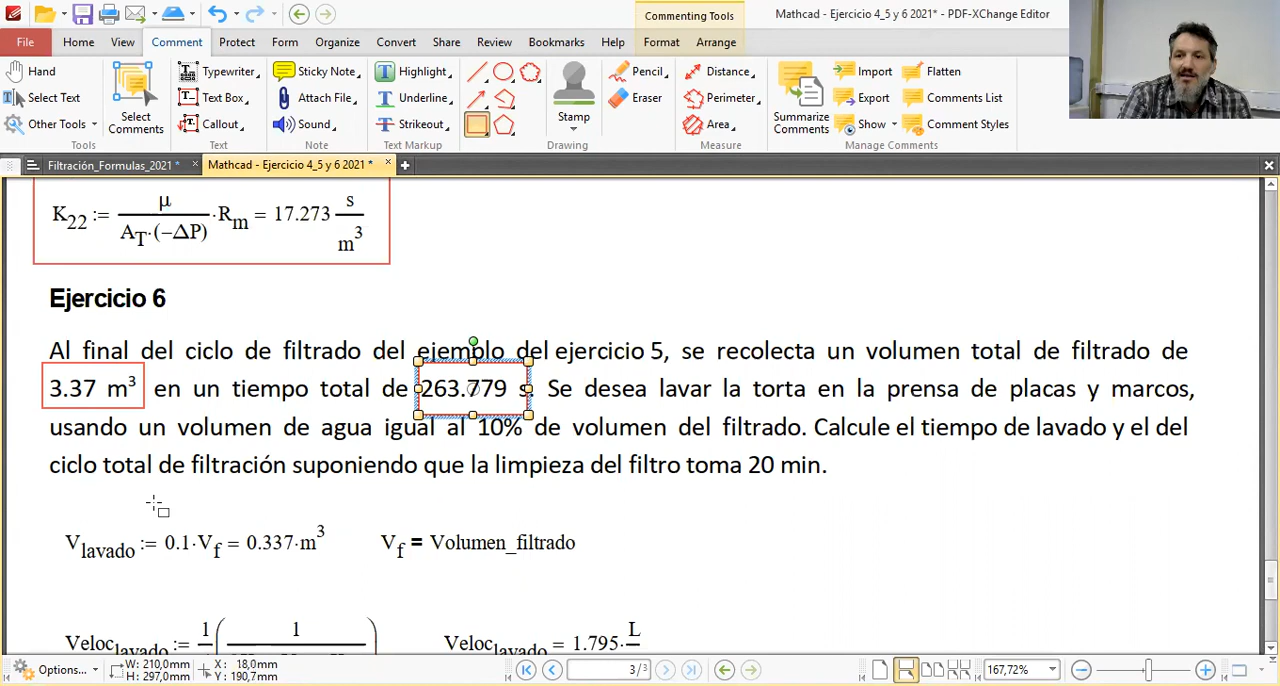 Commenting Tools
Mathcad - Ejercicio 4_5 y 6 2021* - PDF-XChange Editor
File Home View Comment Protect Form Organize Convert Share Review Bookmarks Help Format Arrange
Hand Typewriter Sticky Note Highlight Pencil Distance Import Flatten
Select Text Text Box Attach File Underline Eraser Perimeter Export Comments List
Other Tools Select Comments Callout Sound Strikeout Stamp Area Summarize Comments Show Comment Styles
Tools Text Note Text Markup Drawing Measure Manage Comments
Filtración_Formulas_2021 * Mathcad - Ejercicio 4_5 y 6 2021 *
K22 := μ / (AT·(−ΔP)) ·Rm = 17.273 s/m³
Ejercicio 6
Al final del ciclo de filtrado del ejemplo del ejercicio 5, se recolecta un volumen total de filtrado de
3.37 m³ en un tiempo total de 263.779 s. Se desea lavar la torta en la prensa de placas y marcos,
usando un volumen de agua igual al 10% de volumen del filtrado. Calcule el tiempo de lavado y el del
ciclo total de filtración suponiendo que la limpieza del filtro toma 20 min.
Vlavado := 0.1·Vf = 0.337·m³ Vf = Volumen_filtrado
Veloclavado := 1 ( 1 ) Veloclavado = 1.795· L
Options... W: 210,0mm H: 297,0mm X: 18,0mm Y: 190,7mm 3/3 167,72%